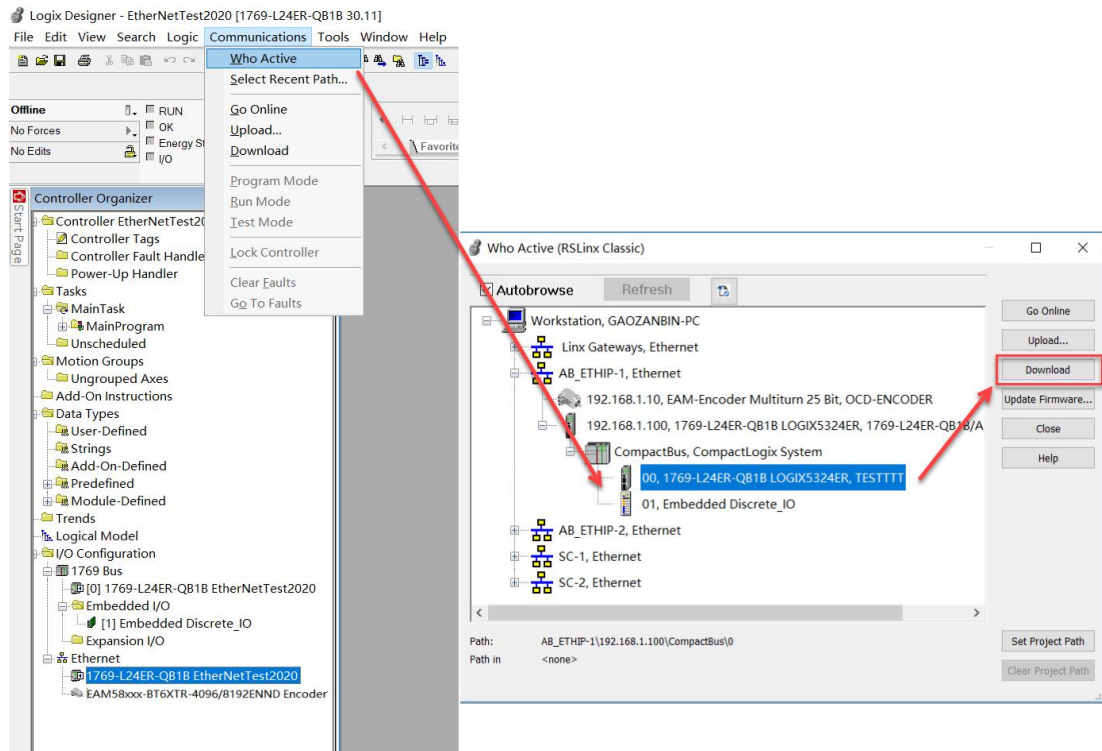 Logix Designer - EtherNetTest2020 [1769-L24ER-QB1B 30.11]
File Edit View Search Logic Communications Tools Window Help
Who Active
Select Recent Path...
Go Online
Upload...
Download
Program Mode
Run Mode
Test Mode
Lock Controller
Clear Faults
Go To Faults
Offline
RUN
No Forces
OK
Energy
No Edits
I/O
Start Page
Controller Organizer
Controller
Controller Tags
Controller Fault
Power-Up Handler
Tasks
MainTask
MainProgram
Unscheduled
Motion Groups
Ungrouped Axes
Add-On Instructions
Data Types
User-Defined
Strings
Add-On-Defined
Predefined
Module-Defined
Trends
Logical Model
I/O Configuration
1769 Bus
[0] 1769-L24ER-QB1B EtherNetTest2020
Embedded I/O
[1] Embedded Discrete_IO
Expansion I/O
Ethernet
1769-L24ER-QB1B EtherNetTest2020
EAM58xxx-BT6XTR-4096/8192ENND Encoder
Who Active (RSLinx Classic)
Autobrowse Refresh
Workstation, GAOZANBIN-PC
Linx Gateways, Ethernet
AB_ETHIP-1, Ethernet
192.168.1.10, EAM-Encoder Multiturn 25 Bit, OCD-ENCODER
192.168.1.100, 1769-L24ER-QB1B LOGIX5324ER, 1769-L24ER-QB1B/A
CompactBus, CompactLogix System
00, 1769-L24ER-QB1B LOGIX5324ER, TESTTTT
01, Embedded Discrete_IO
AB_ETHIP-2, Ethernet
SC-1, Ethernet
SC-2, Ethernet
Go Online
Upload...
Download
Update Firmware...
Close
Help
Path: AB_ETHIP-1\192.168.1.100\CompactBus\0
Path in <none>
Set Project Path
Clear Project Path